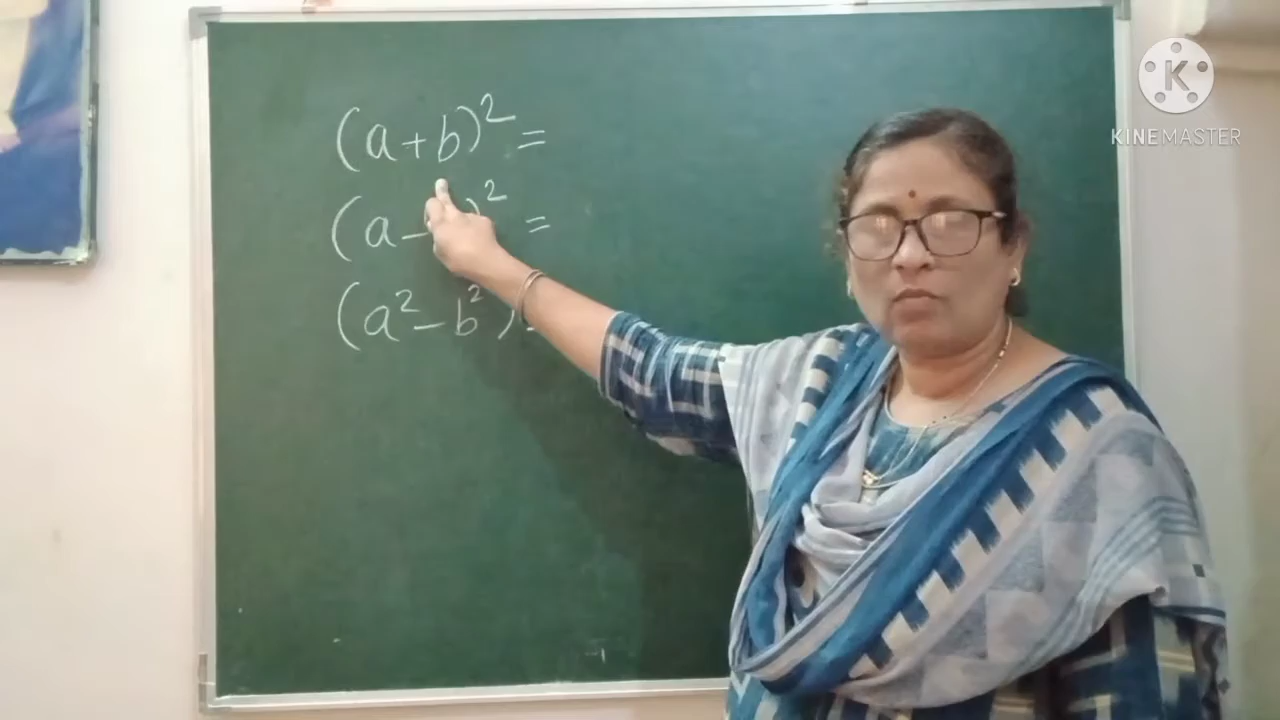 (a+b)² =
(a- )² =
(a²-b²)
K
KINEMASTER